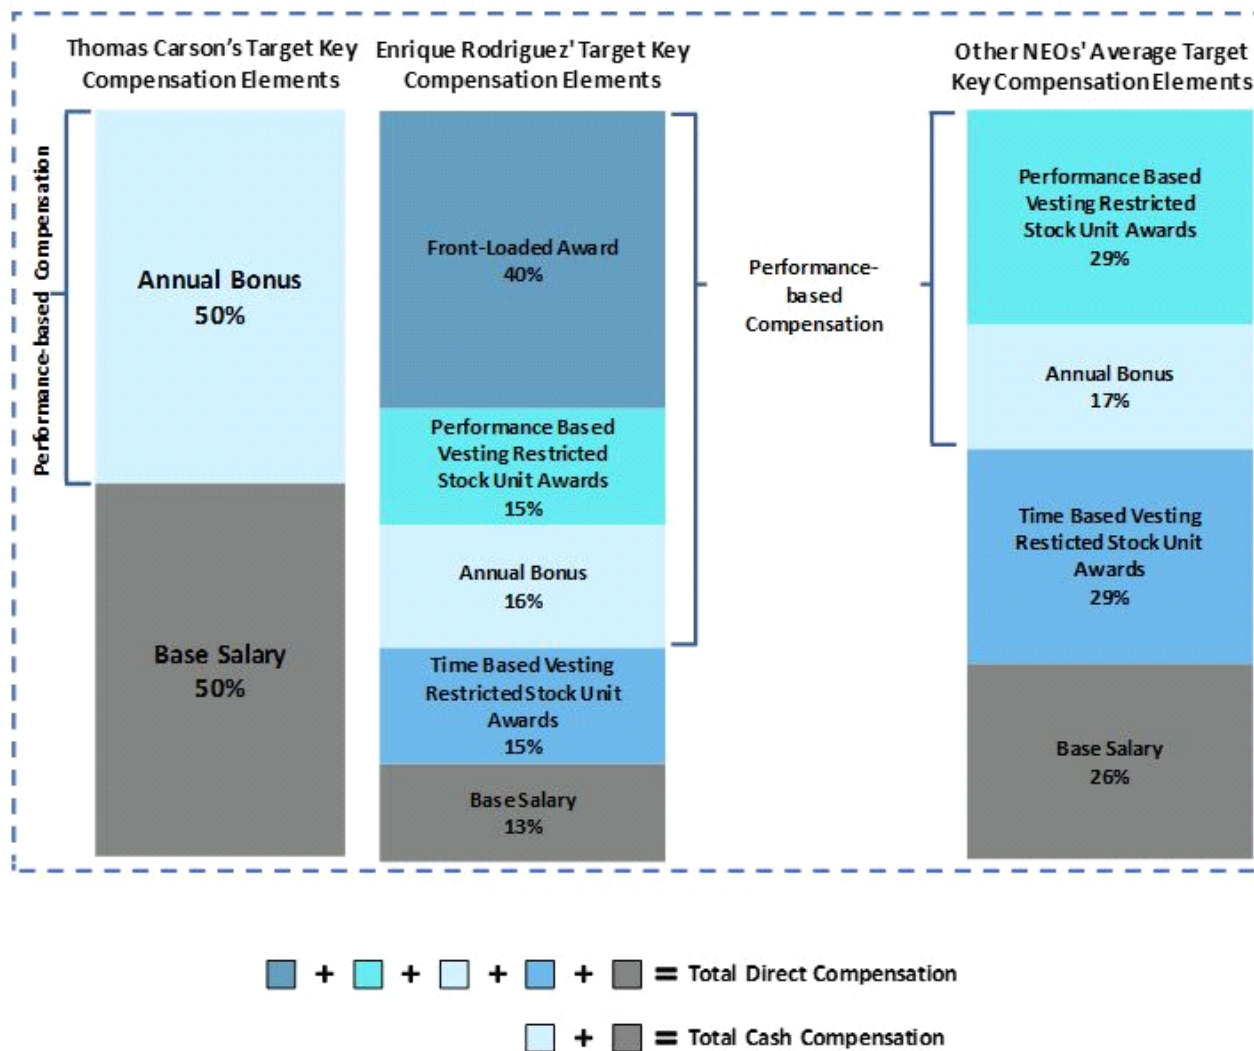 Thomas Carson's Target Key
Compensation Elements
Enrique Rodriguez' Target Key
Compensation Elements
Other NEOs' Average Target
Key Compensation Elements
Performance-based Compensation
Annual Bonus
50%
Base Salary
50%
Front-Loaded Award
40%
Performance Based
Vesting Restricted
Stock Unit Awards
15%
Annual Bonus
16%
Time Based Vesting
Restricted Stock Unit
Awards
15%
Base Salary
13%
Performance-
based
Compensation
Performance Based
Vesting Restricted
Stock Unit Awards
29%
Annual Bonus
17%
Time Based Vesting
Resticted Stock Unit
Awards
29%
Base Salary
26%
+ + + + = Total Direct Compensation
+ = Total Cash Compensation